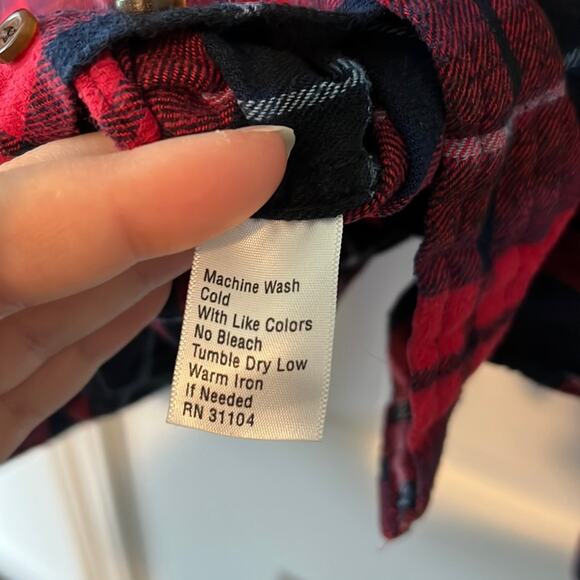 Machine Wash
Cold
With Like Colors
No Bleach
Tumble Dry Low
Warm Iron
If Needed
RN 31104